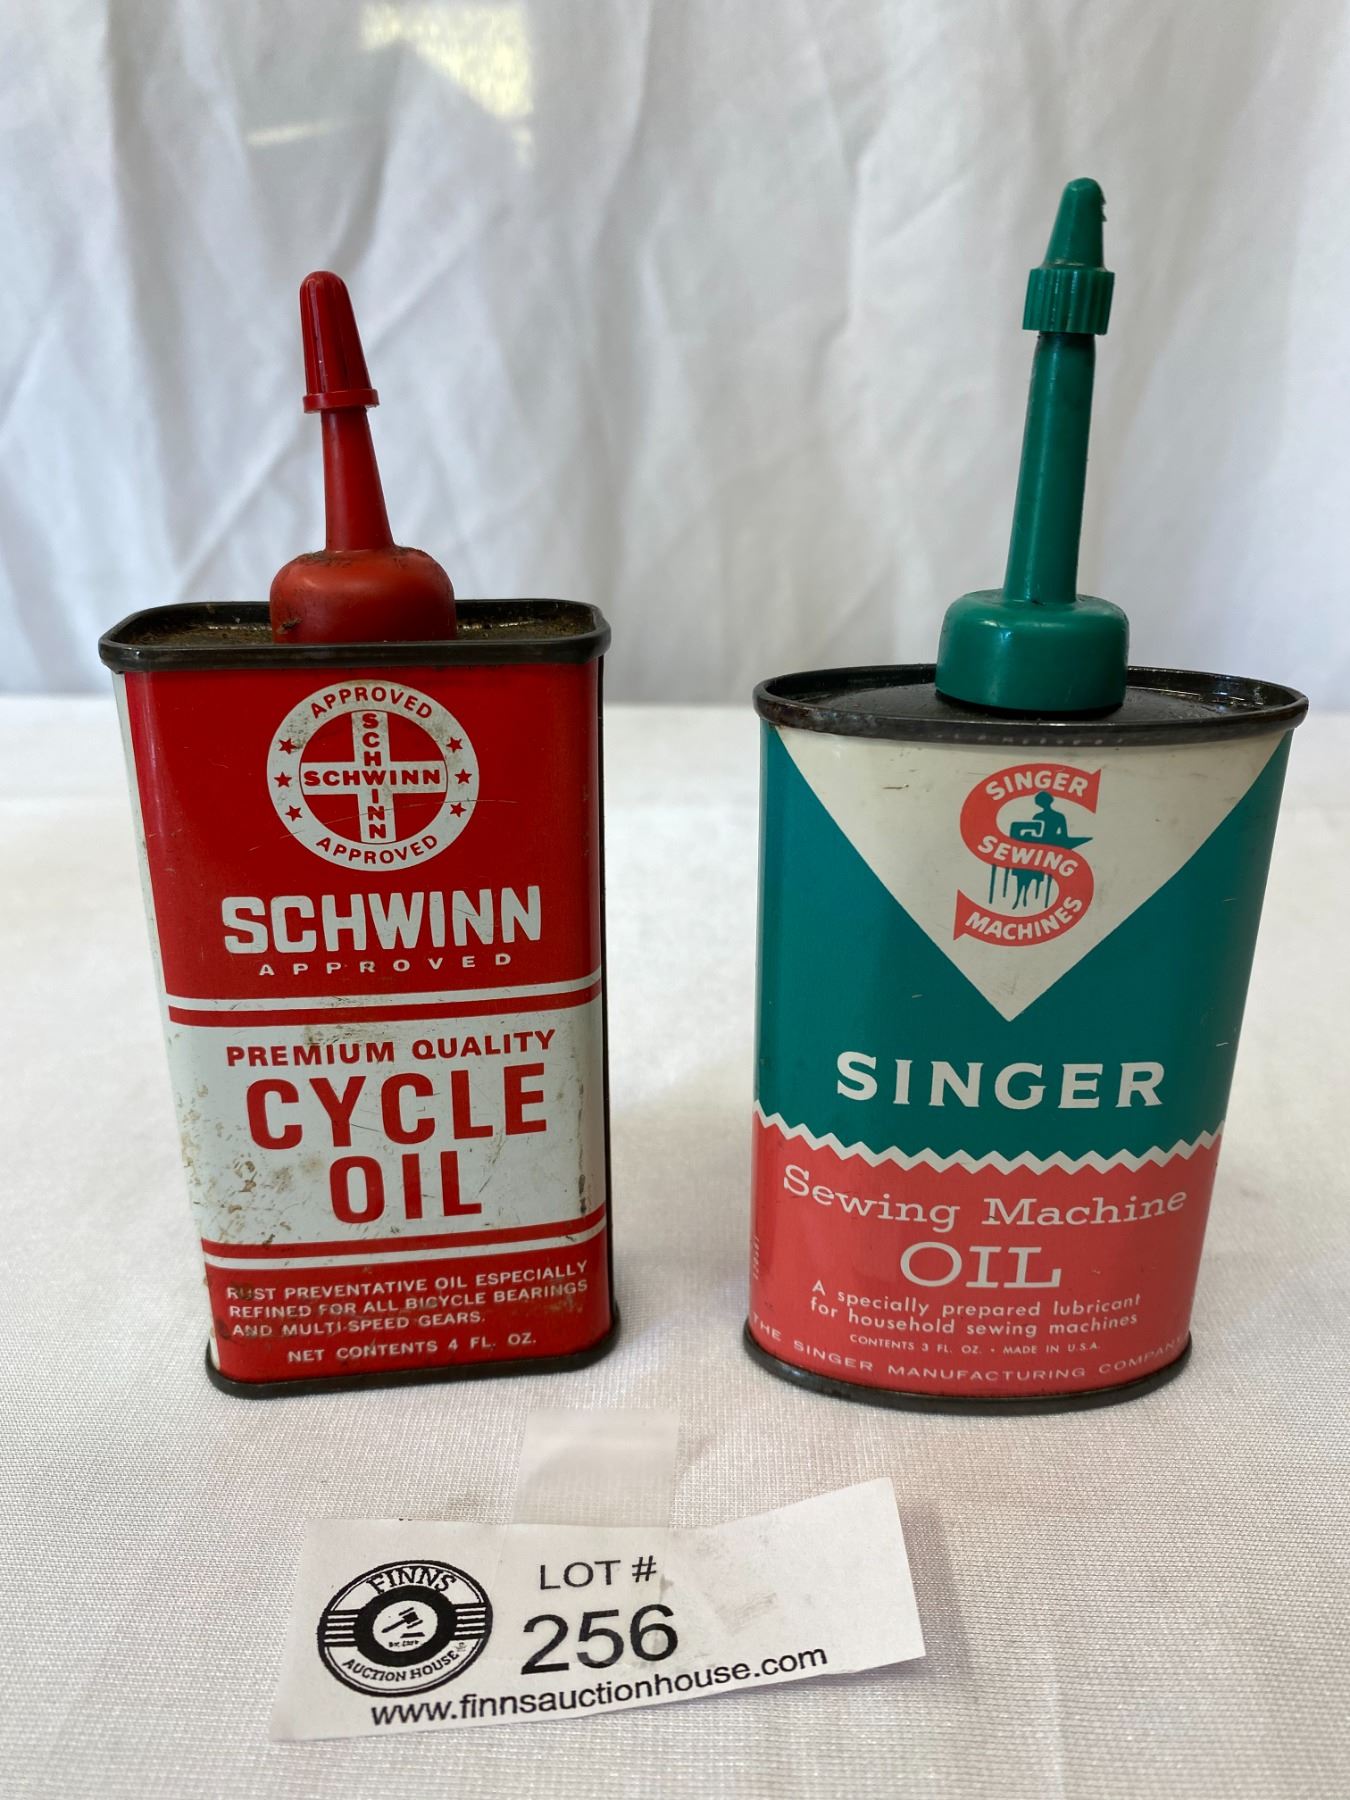 APPROVED
SCHWINN
SCHWINN
APPROVED
SCHWINN
APPROVED
PREMIUM QUALITY
CYCLE
OIL
RUST PREVENTATIVE OIL ESPECIALLY
REFINED FOR ALL BICYCLE BEARINGS
AND MULTI-SPEED GEARS.
NET CONTENTS 4 FL. OZ.
SINGER
SEWING
MACHINES
SINGER
Sewing Machine
OIL
A specially prepared lubricant
for household sewing machines
CONTENTS 3 FL. OZ. • MADE IN U.S.A.
THE SINGER MANUFACTURING COMPANY
FINNS
AUCTION HOUSE
LOT #
256
www.finnsauctionhouse.com